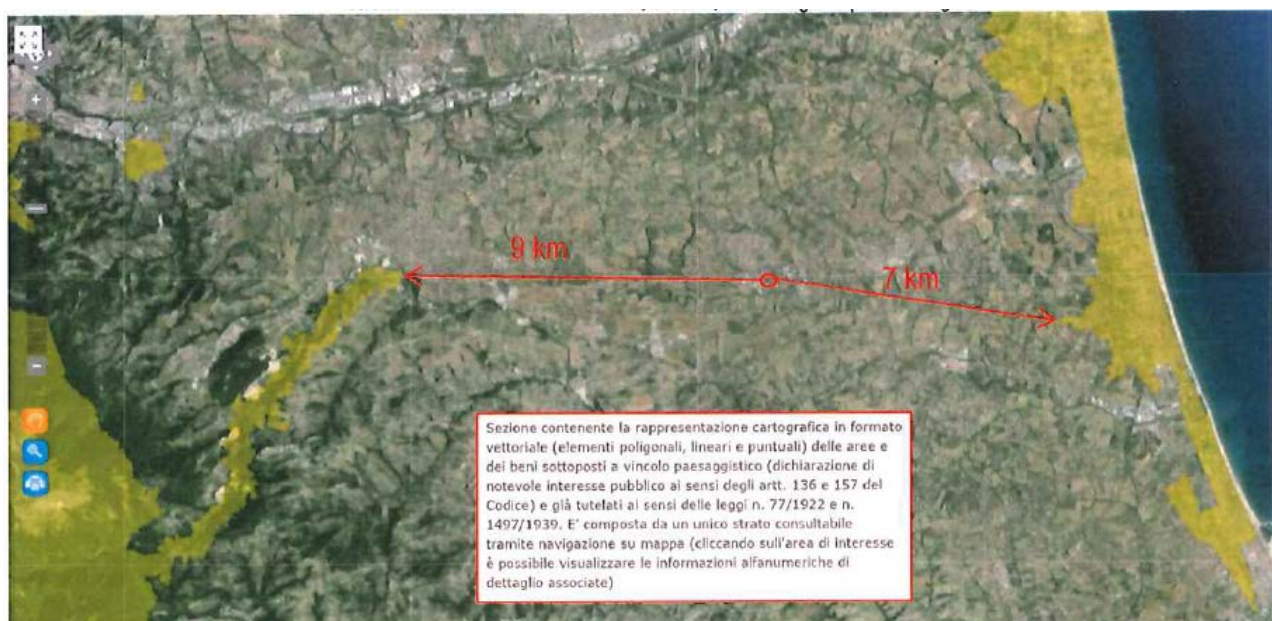 9 km
7 km
Sezione contenente la rappresentazione cartografica in formato
vettoriale (elementi poligonali, lineari e puntuali) delle aree e
dei beni sottoposti a vincolo paesaggistico (dichiarazione di
notevole interesse pubblico ai sensi degli artt. 136 e 157 del
Codice) e già tutelati ai sensi delle leggi n. 77/1922 e n.
1497/1939. E' composta da un unico strato consultabile
tramite navigazione su mappa (cliccando sull'area di interesse
è possibile visualizzare le informazioni alfanumeriche di
dettaglio associate)